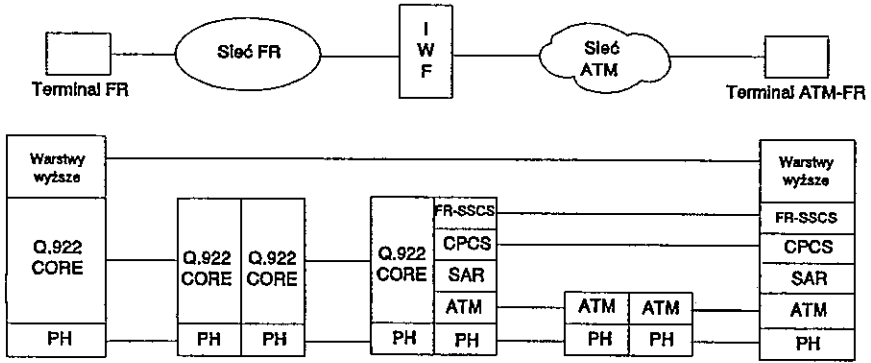 I
W
F
Sieć FR
Sieć
ATM
Terminal FR
Terminal ATM-FR
Warstwy
wyższe
Warstwy
wyższe
Q.922
CORE
Q.922
CORE
Q.922
CORE
Q.922
CORE
FR-SSCS
CPCS
SAR
ATM
FR-SSCS
CPCS
SAR
ATM
ATM
ATM
PH
PH
PH
PH
PH
PH
PH
PH